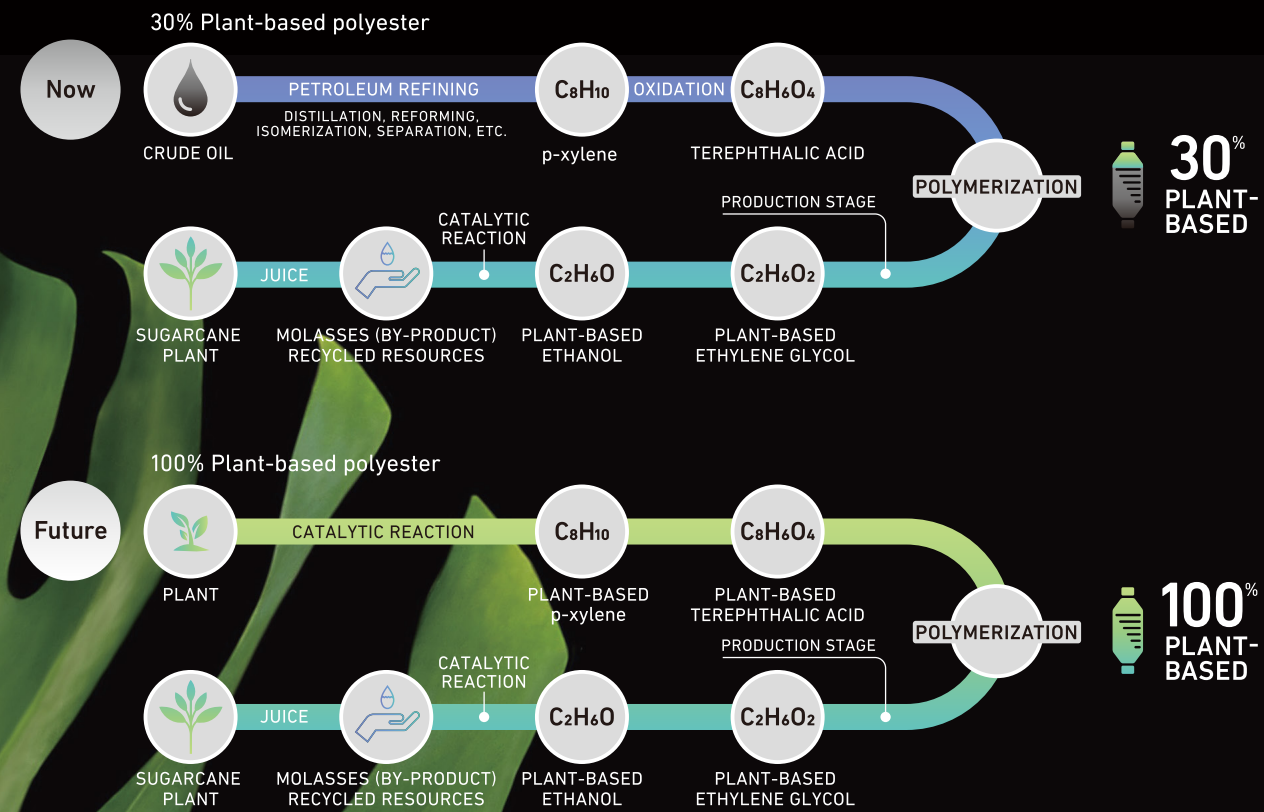 30% Plant-based polyester
Now
PETROLEUM REFINING
C₈H₁₀
OXIDATION
C₈H₆O₄
DISTILLATION, REFORMING,
ISOMERIZATION, SEPARATION, ETC.
CRUDE OIL
p-xylene
TEREPHTHALIC ACID
POLYMERIZATION
30%
PLANT-
BASED
PRODUCTION STAGE
CATALYTIC
REACTION
JUICE
C₂H₆O
C₂H₆O₂
SUGARCANE
PLANT
MOLASSES (BY-PRODUCT)
RECYCLED RESOURCES
PLANT-BASED
ETHANOL
PLANT-BASED
ETHYLENE GLYCOL
100% Plant-based polyester
Future
CATALYTIC REACTION
C₈H₁₀
C₈H₆O₄
PLANT
PLANT-BASED
p-xylene
PLANT-BASED
TEREPHTHALIC ACID
POLYMERIZATION
100%
PLANT-
BASED
PRODUCTION STAGE
CATALYTIC
REACTION
JUICE
C₂H₆O
C₂H₆O₂
SUGARCANE
PLANT
MOLASSES (BY-PRODUCT)
RECYCLED RESOURCES
PLANT-BASED
ETHANOL
PLANT-BASED
ETHYLENE GLYCOL